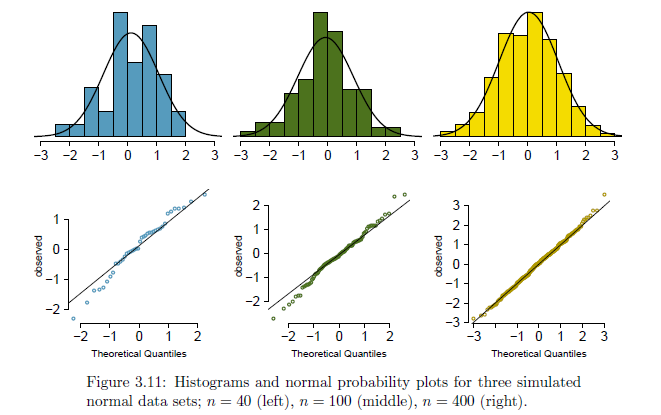 −3 −2 −1 0 1 2 3
−3 −2 −1 0 1 2 3
−3 −2 −1 0 1 2 3
observed
1
0
−1
−2
−2 −1 0 1 2
Theoretical Quantiles
observed
2
1
0
−1
−2
−2 −1 0 1 2
Theoretical Quantiles
observed
3
2
1
0
−1
−2
−3
−3 −2 −1 0 1 2 3
Theoretical Quantiles
Figure 3.11: Histograms and normal probability plots for three simulated
normal data sets; n = 40 (left), n = 100 (middle), n = 400 (right).